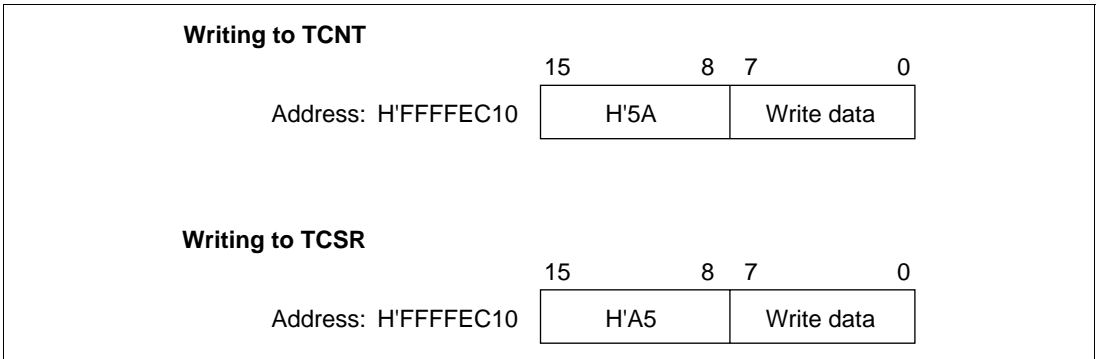 Writing to TCNT
15 8 7 0
Address: H'FFFFEC10 H'5A Write data
Writing to TCSR
15 8 7 0
Address: H'FFFFEC10 H'A5 Write data